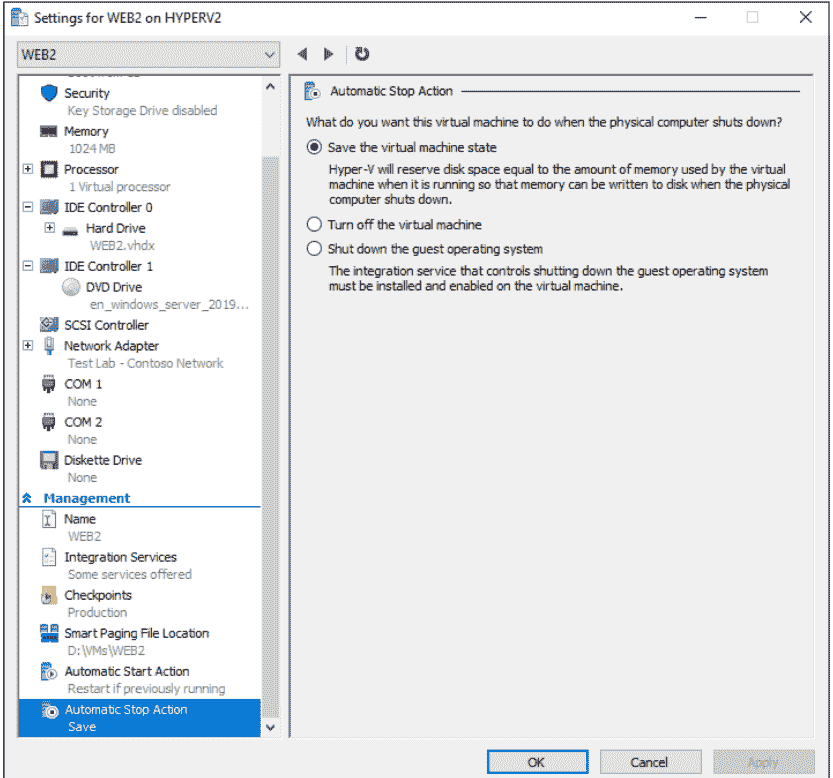 Settings for WEB2 on HYPERV2
WEB2
Security
Key Storage Drive disabled
Memory
1024 MB
Processor
1 Virtual processor
IDE Controller 0
Hard Drive
WEB2.vhdx
IDE Controller 1
DVD Drive
en_windows_server_2019...
SCSI Controller
Network Adapter
Test Lab - Contoso Network
COM 1
None
COM 2
None
Diskette Drive
None
Management
Name
WEB2
Integration Services
Some services offered
Checkpoints
Production
Smart Paging File Location
D:\VMs\WEB2
Automatic Start Action
Restart if previously running
Automatic Stop Action
Save
Automatic Stop Action
What do you want this virtual machine to do when the physical computer shuts down?
Save the virtual machine state
Hyper-V will reserve disk space equal to the amount of memory used by the virtual
machine when it is running so that memory can be written to disk when the physical
computer shuts down.
Turn off the virtual machine
Shut down the guest operating system
The integration service that controls shutting down the guest operating system
must be installed and enabled on the virtual machine.
OK
Cancel
Apply